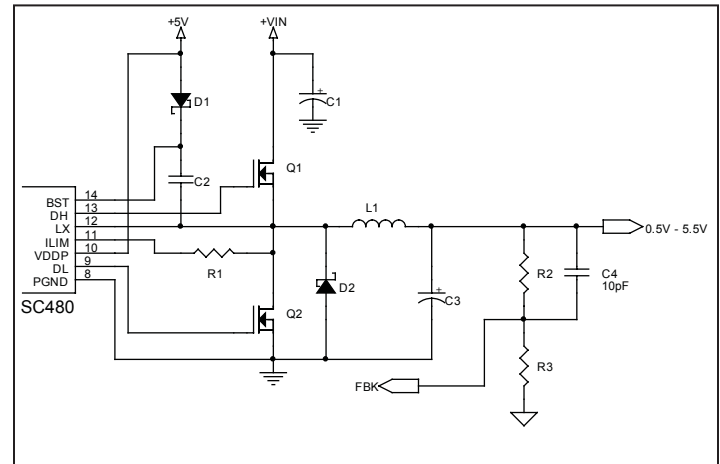 +5V
+VIN
D1
C1
+
C2
Q1
14
BST
13
DH
12
LX
11
ILIM
10
VDDP
9
DL
8
PGND
SC480
R1
L1
0.5V - 5.5V
D2
+
C3
R2
C4
10pF
Q2
FBK
R3